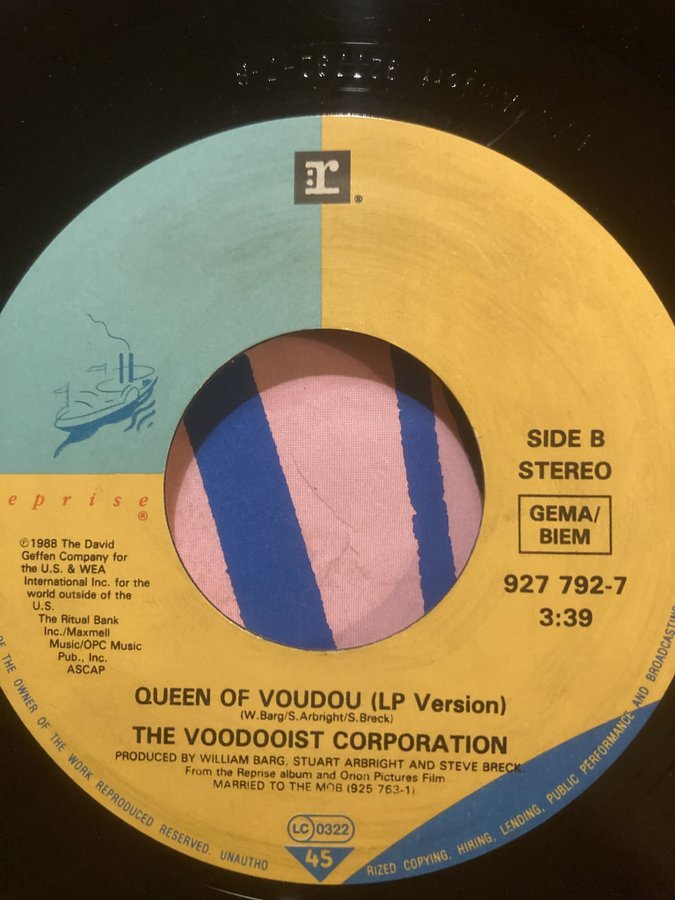 r
®
eprise
®
SIDE B
STEREO
GEMA/
BIEM
927 792-7
3:39
℗1988 The David
Geffen Company for
the U.S. & WEA
International Inc. for the
world outside of the
U.S.
The Ritual Bank
Inc./Maxmell
Music/OPC Music
Pub., Inc.
ASCAP
QUEEN OF VOUDOU (LP Version)
(W.Barg/S.Arbright/S.Breck)
THE VOODOOIST CORPORATION
PRODUCED BY WILLIAM BARG, STUART ARBRIGHT AND STEVE BRECK.
From the Reprise album and Orion Pictures Film
MARRIED TO THE MOB (925 763-1)
LC 0322
45
OF THE OWNER OF THE WORK REPRODUCED RESERVED. UNAUTHO
RIZED COPYING, HIRING, LENDING, PUBLIC PERFORMANCE AND BROADCASTING